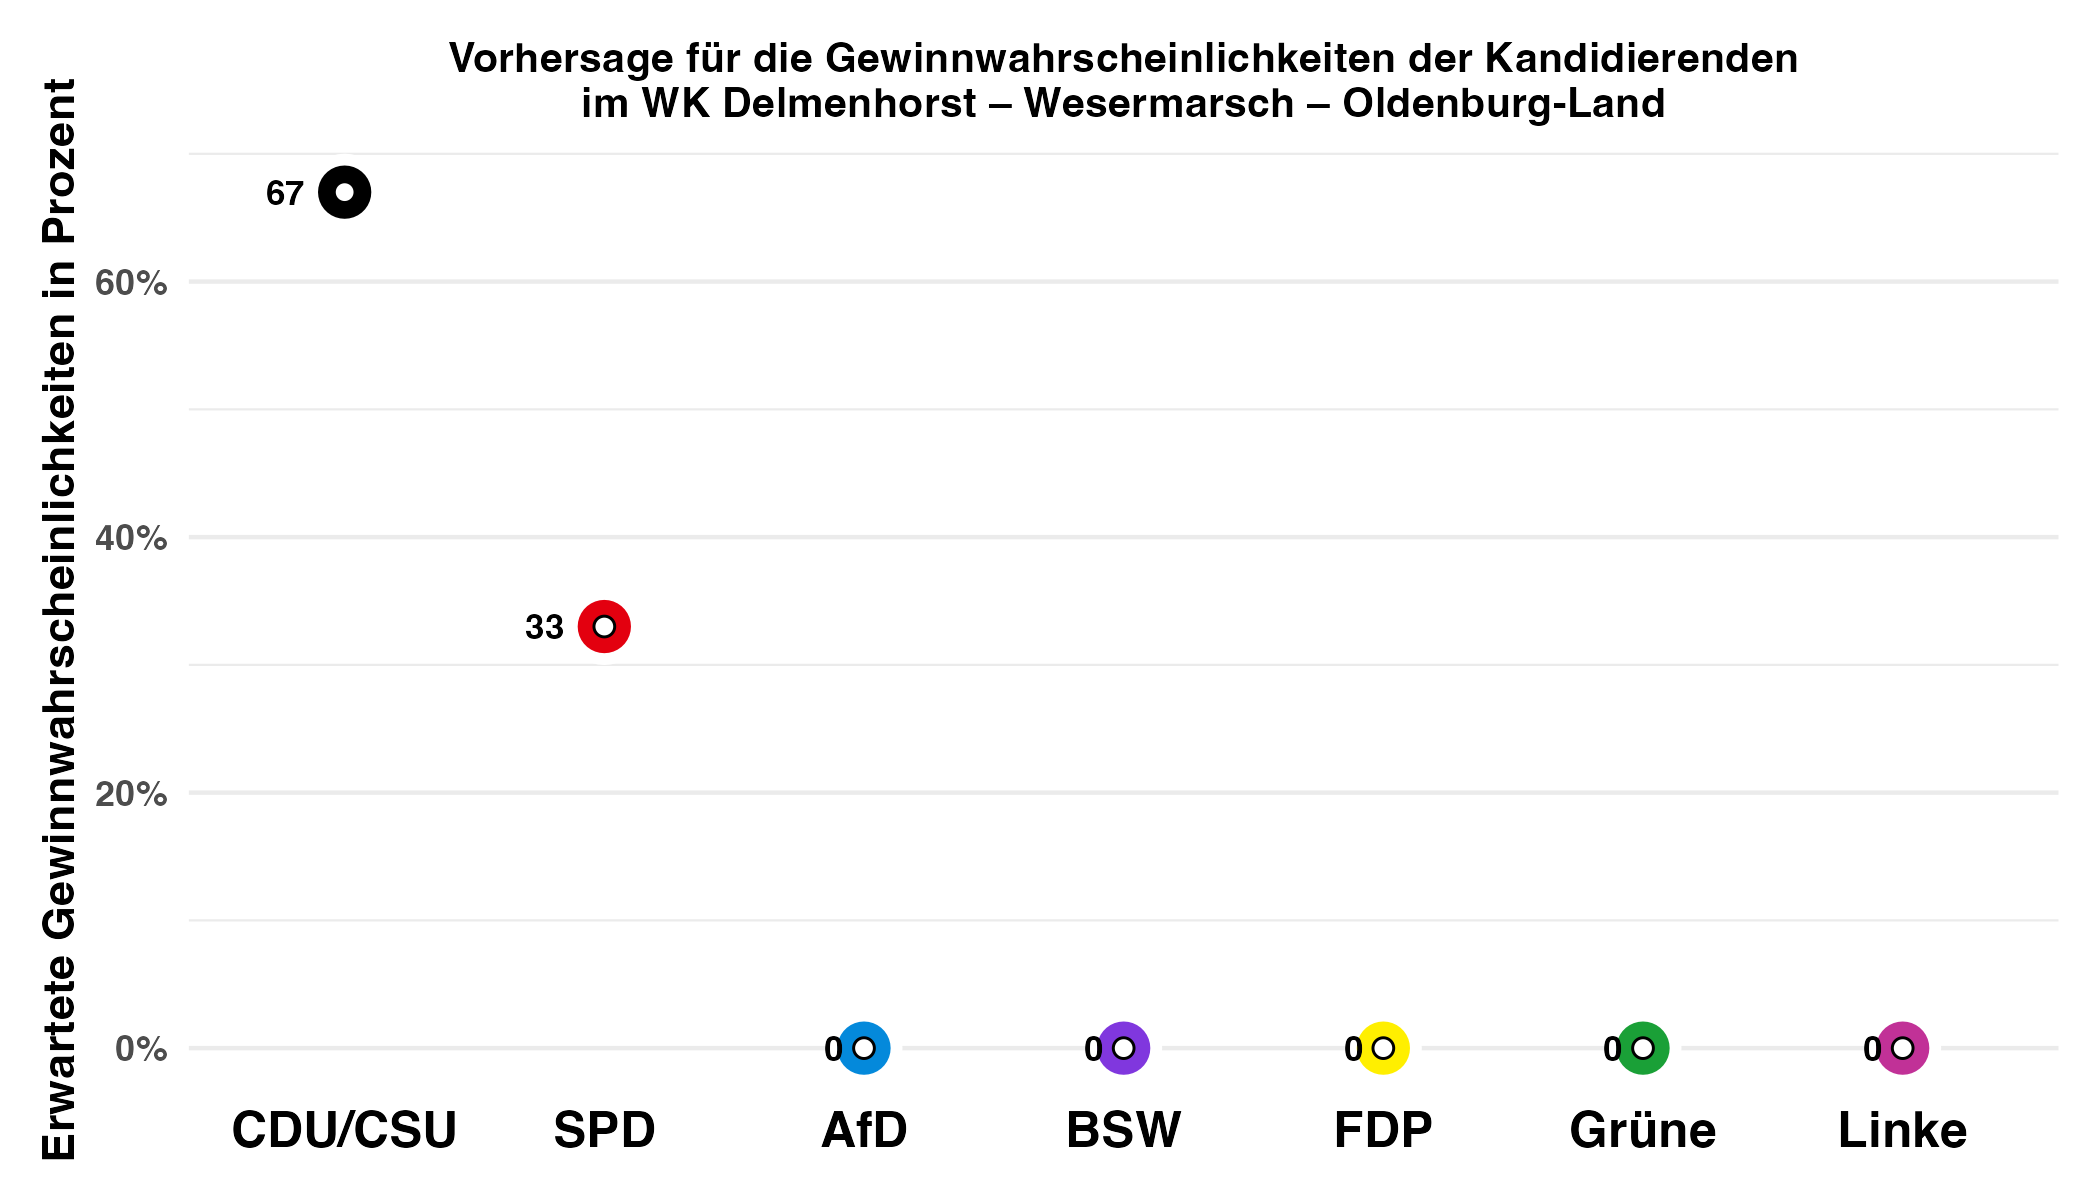 Vorhersage für die Gewinnwahrscheinlichkeiten der Kandidierenden
im WK Delmenhorst – Wesermarsch – Oldenburg-Land
Erwartete Gewinnwahrscheinlichkeiten in Prozent
67
60%
40%
33
20%
0%
0
0
0
0
0
CDU/CSU
SPD
AfD
BSW
FDP
Grüne
Linke